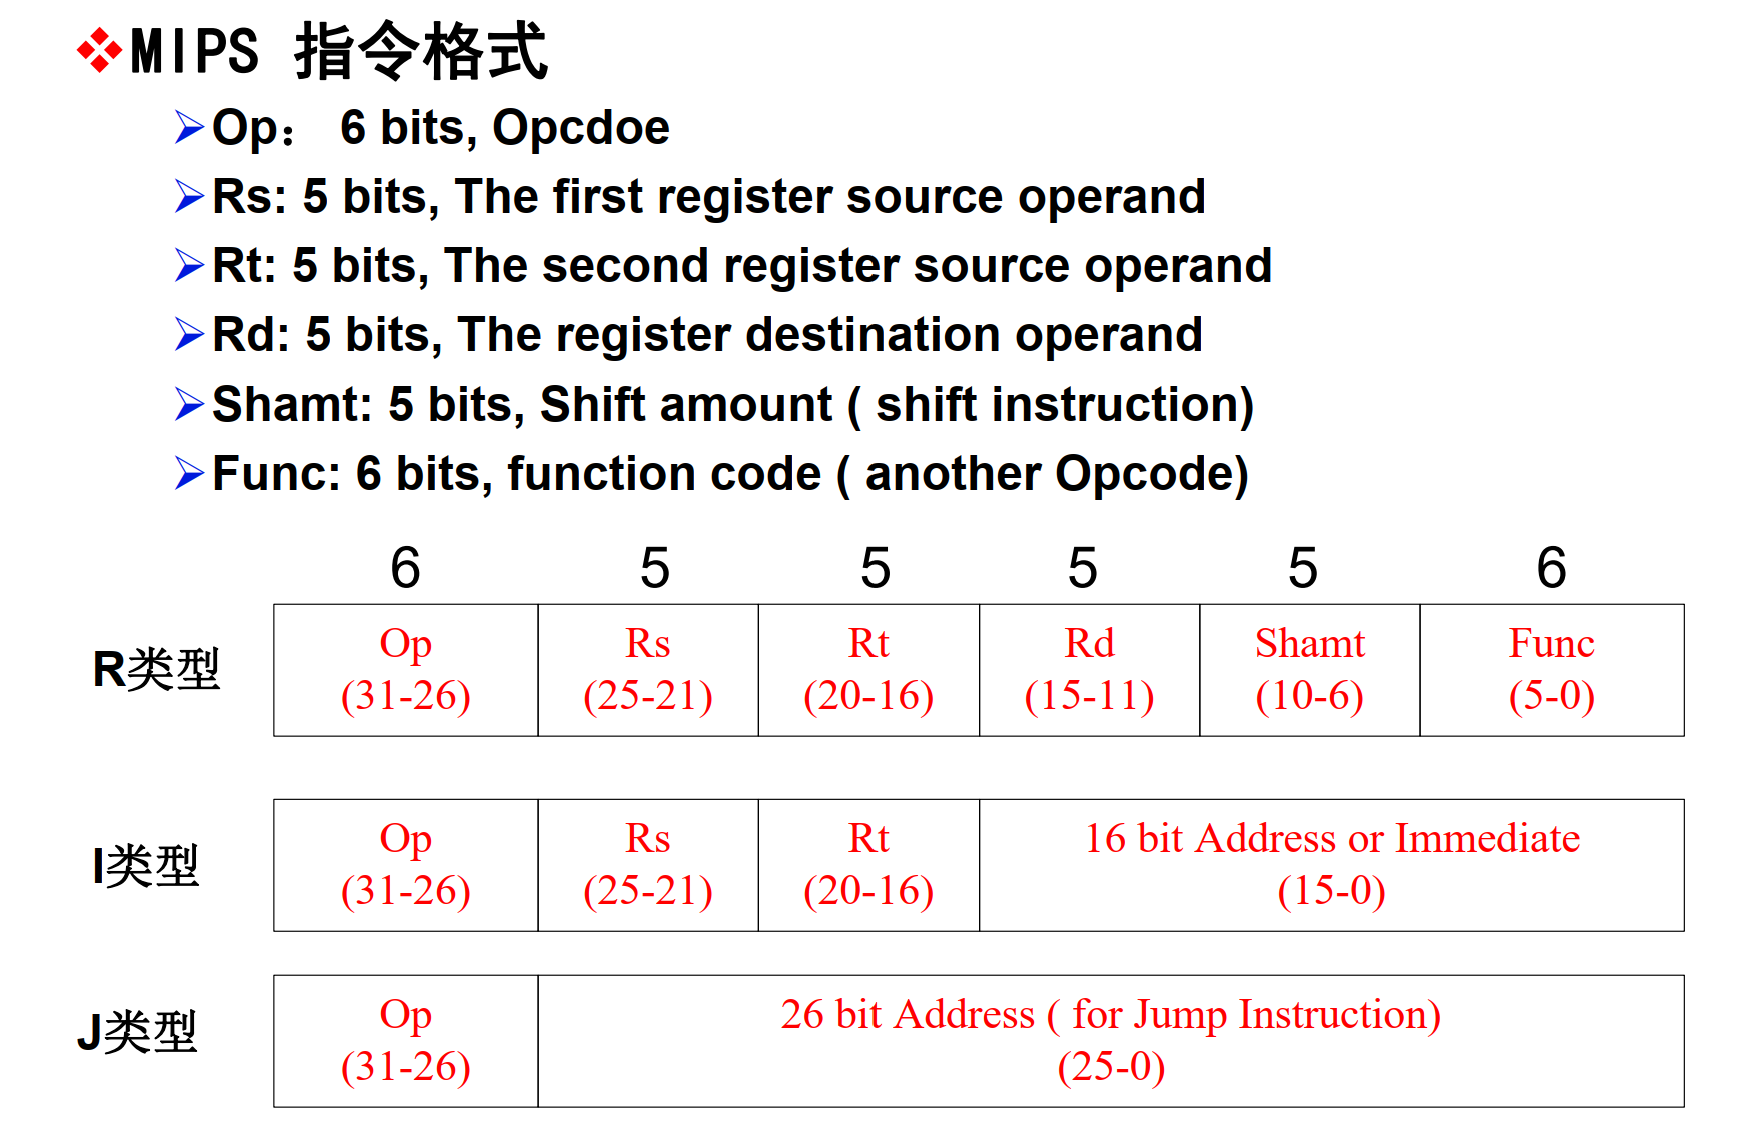 MIPS 指令格式
Op： 6 bits, Opcdoe
Rs: 5 bits, The first register source operand
Rt: 5 bits, The second register source operand
Rd: 5 bits, The register destination operand
Shamt: 5 bits, Shift amount ( shift instruction)
Func: 6 bits, function code ( another Opcode)
6 5 5 5 5 6
R类型 Op Rs Rt Rd Shamt Func
(31-26) (25-21) (20-16) (15-11) (10-6) (5-0)
I类型 Op Rs Rt 16 bit Address or Immediate
(31-26) (25-21) (20-16) (15-0)
J类型 Op 26 bit Address ( for Jump Instruction)
(31-26) (25-0)